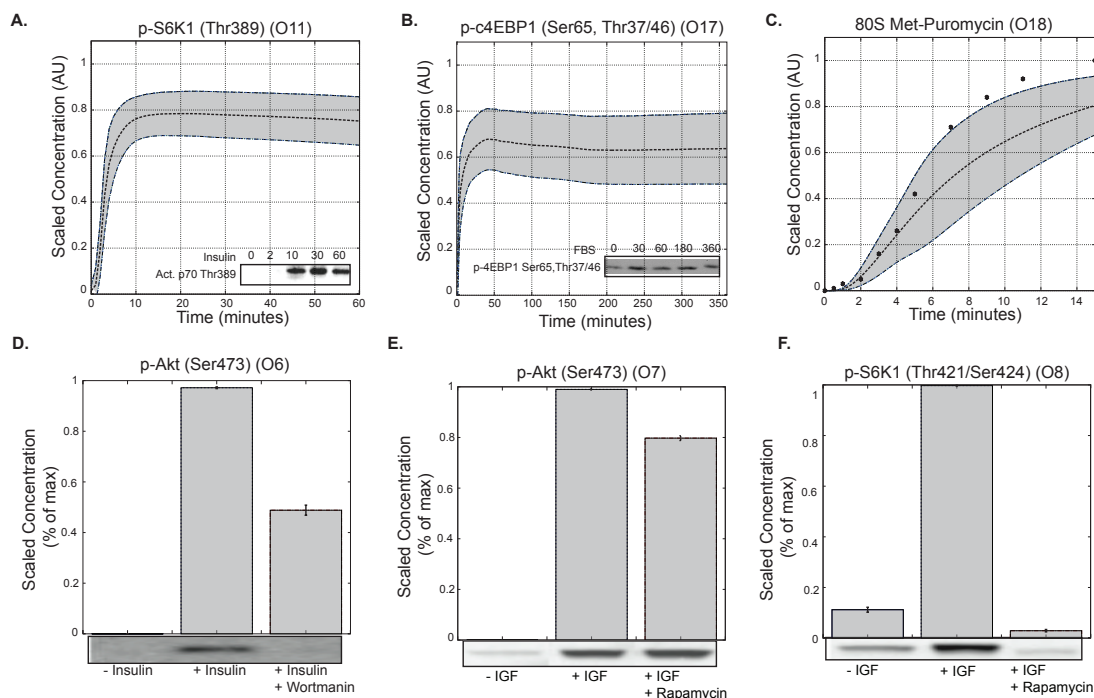 A.
p-S6K1 (Thr389) (O11)
Scaled Concentration (AU)
1
0.8
0.6
0.4
0.2
0
Insulin 0 2 10 30 60
Act. p70 Thr389
0 10 20 30 40 50 60
Time (minutes)
B.
p-c4EBP1 (Ser65, Thr37/46) (O17)
Scaled Concentration (AU)
1
0.8
0.6
0.4
0.2
0
FBS 0 30 60 180 360
p-4EBP1 Ser65,Thr37/46
0 50 100 150 200 250 300 350
Time (minutes)
C.
80S Met-Puromycin (O18)
Scaled Concentration (AU)
1
0.8
0.6
0.4
0.2
0
0 2 4 6 8 10 12 14
Time (minutes)
D.
p-Akt (Ser473) (O6)
Scaled Concentration
(% of max)
1
0.8
0.6
0.4
0.2
0
- Insulin + Insulin + Insulin
+ Wortmanin
E.
p-Akt (Ser473) (O7)
Scaled Concentration
(% of max)
1
0.8
0.6
0.4
0.2
0
- IGF + IGF + IGF
+ Rapamycin
F.
p-S6K1 (Thr421/Ser424) (O8)
Scaled Concentration
(% of max)
1
0.8
0.6
0.4
0.2
0
- IGF + IGF + IGF
+ Rapamycin